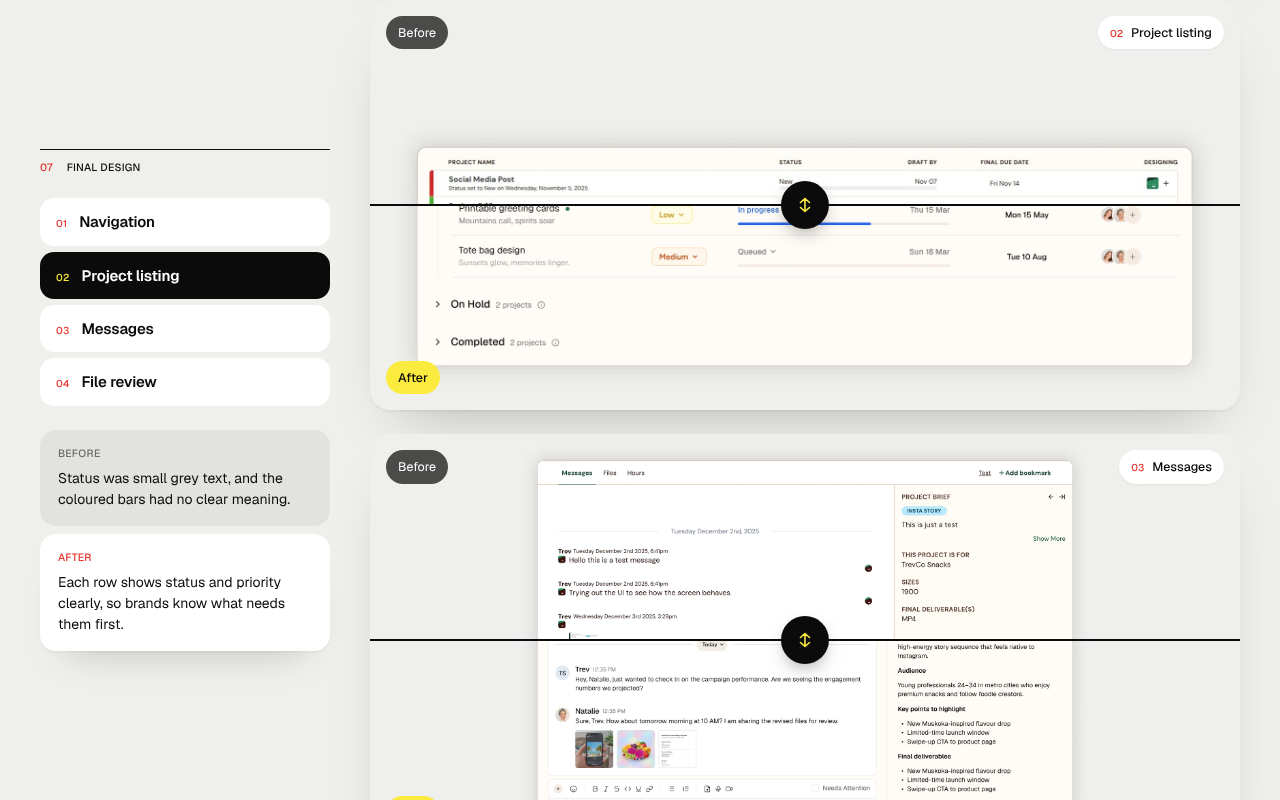 07 FINAL DESIGN
01 Navigation
02 Project listing
03 Messages
04 File review
BEFORE
Status was small grey text, and the
coloured bars had no clear meaning.
AFTER
Each row shows status and priority
clearly, so brands know what needs
them first.
Before
02 Project listing
PROJECT NAME STATUS DRAFT BY FINAL DUE DATE DESIGNING
Social Media Post New Nov 07 Fri Nov 14 +
Status set to New on Wednesday, November 5, 2025
Printable greeting cards Low In progress Thu 15 Mar Mon 15 May +
Mountains call, spirits soar
Tote bag design Medium Queued Sun 18 Mar Tue 10 Aug +
Sunsets glow, memories linger.
On Hold 2 projects
Completed 2 projects
After
Before
03 Messages
Messages Files Hours Text + Add bookmark
Tuesday December 2nd, 2025
Trev Tuesday December 2nd 2025, 6:41pm
Hello this is a test message
Trev Tuesday December 2nd 2025, 6:41pm
Trying out the UI to see how the screen behaves.
Trev Wednesday December 3rd 2025, 3:28pm
PROJECT BRIEF
INSTA STORY
This is just a test
Show More
THIS PROJECT IS FOR
TrevCo Snacks
SIZES
1900
FINAL DELIVERABLE(S)
MP4
Today
TS Trev 12:35 PM
Hey, Natalie, just wanted to check in on the campaign performance. Are we seeing the engagement
numbers we projected?
Natalie 12:36 PM
Sure, Trev. How about tomorrow morning at 10 AM? I am sharing the revised files for review.
B I S U Needs Attention
high-energy story sequence that feels native to
Instagram.
Audience
Young professionals 24–34 in metro cities who enjoy
premium snacks and follow foodie creators.
Key points to highlight
• New Muskoka-inspired flavour drop
• Limited-time launch window
• Swipe-up CTA to product page
Final deliverables
• New Muskoka-inspired flavour drop
• Limited-time launch window
• Swipe-up CTA to product page